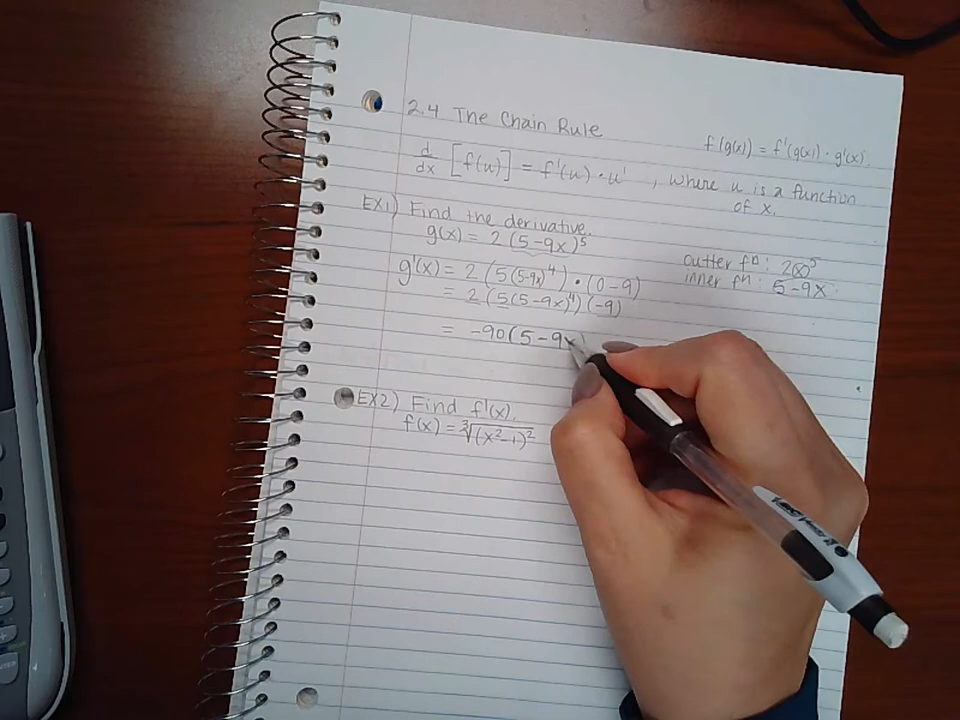 2.4 The Chain Rule
f(g(x)) = f'(g(x)) · g'(x).
d/dx [f(u)] = f'(u) · u' , where u is a function
of x.
EX1) Find the derivative.
g(x) = 2 (5-9x)^5
outter fⁿ: 2(x)^5
inner fⁿ: 5-9x
g'(x) = 2 (5(5-9x)^4) · (0-9)
= 2 (5(5-9x)^4)(-9)
= -90(5-9x)
EX2) Find f'(x).
f(x) = ∛(x²-1)²